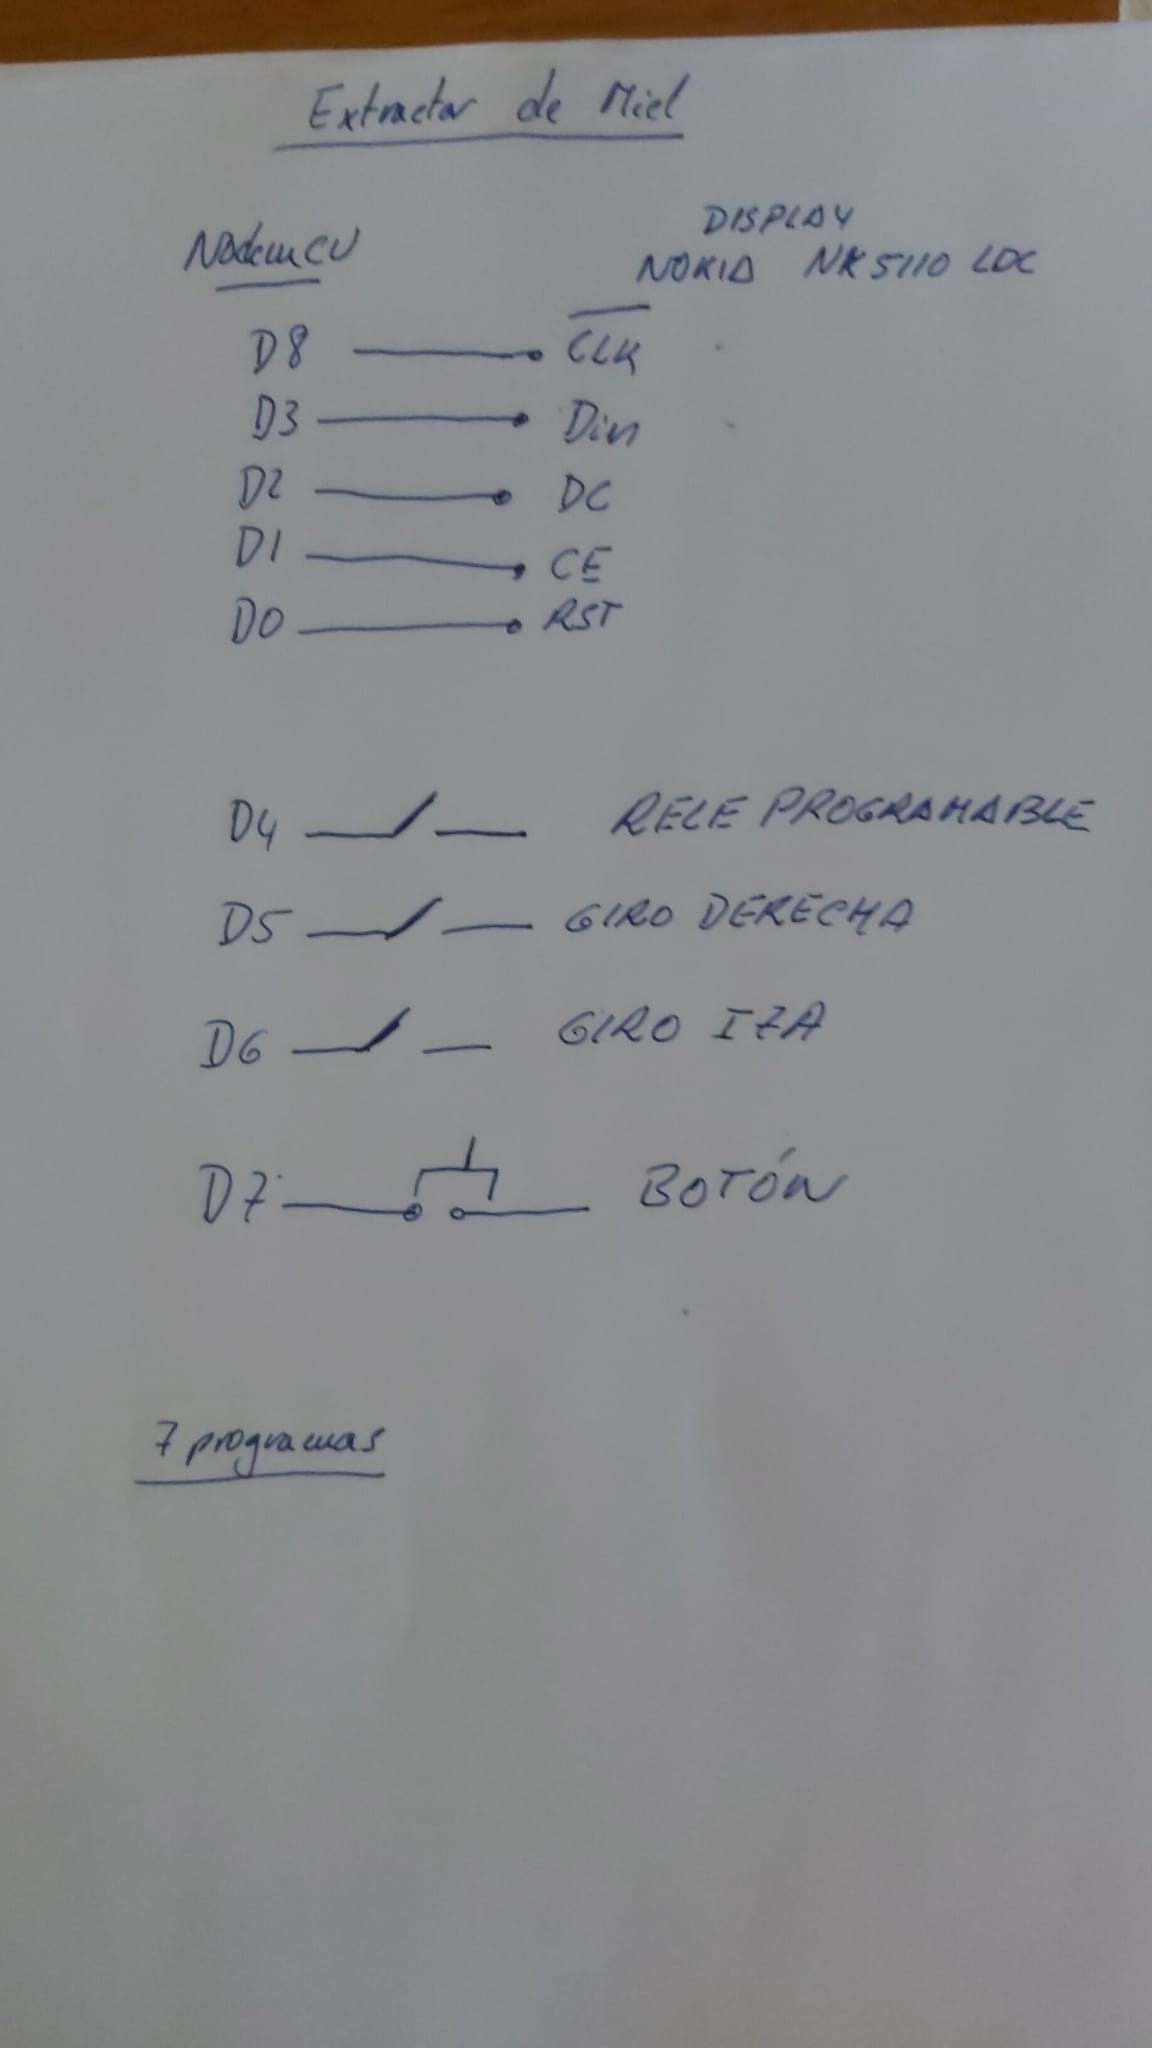 Extractor de Miel
NodemCU
DISPLAY
NOKIA NK5110 LDC
D8 CLK
D3 Din
D2 DC
D1 CE
D0 RST
D4 RELE PROGRAMABLE
D5 GIRO DERECHA
D6 GIRO IZA
D7 BOTÓN
7 programas